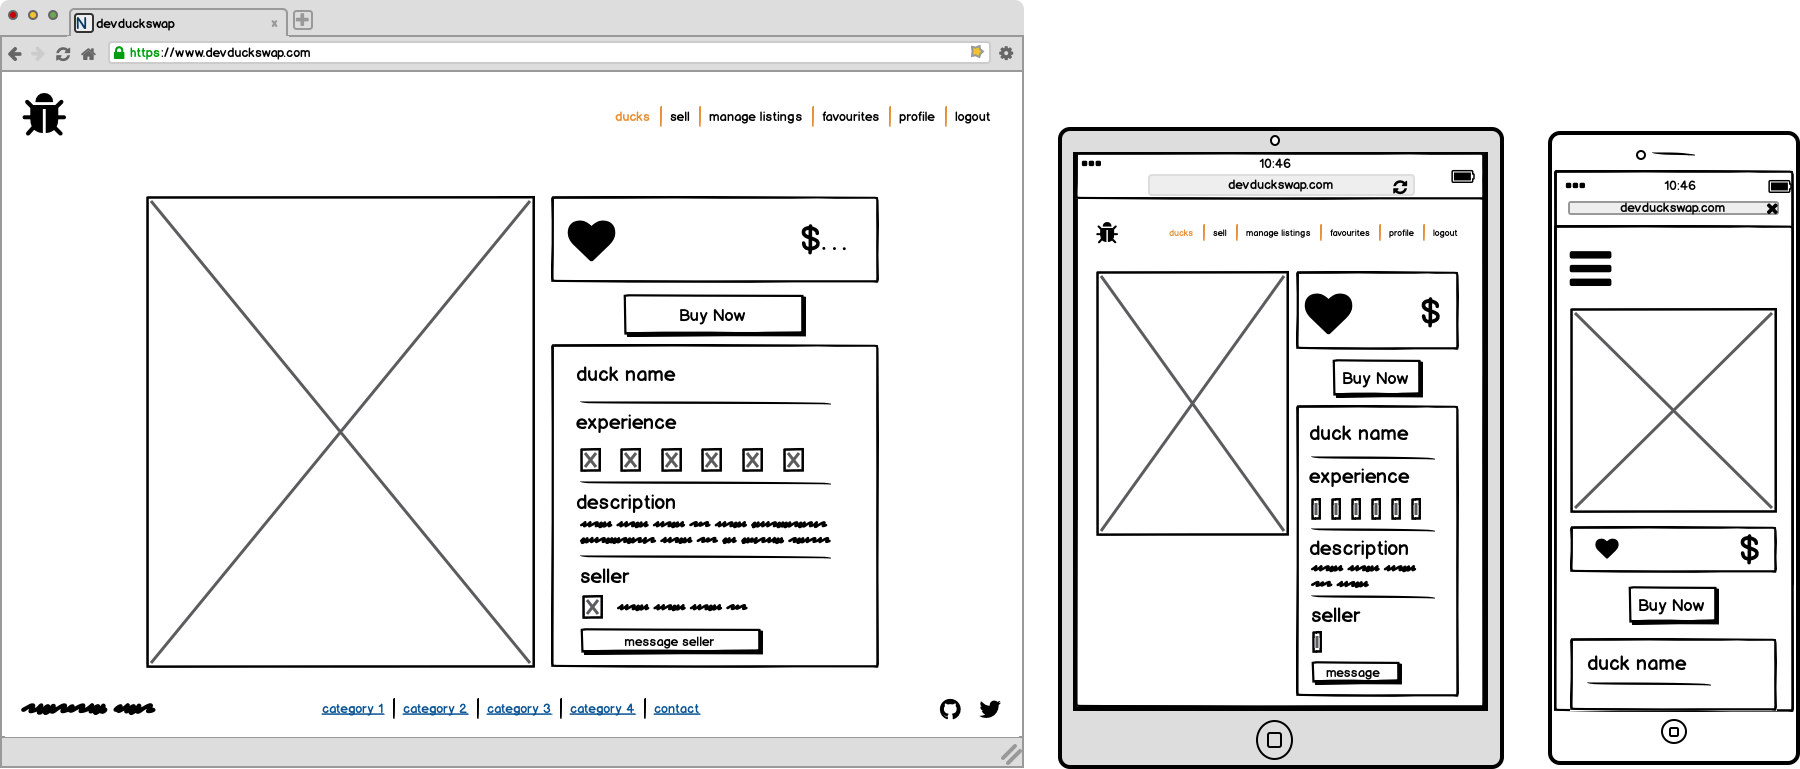 N devduckswap x
https://www.devduckswap.com
ducks sell manage listings favourites profile logout
$...
Buy Now
duck name
experience
description
seller
message seller
category 1 category 2 category 3 category 4 contact
10:46
devduckswap.com
ducks sell manage listings favourites profile logout
$
Buy Now
duck name
experience
description
seller
message
10:46
devduckswap.com
$
Buy Now
duck name